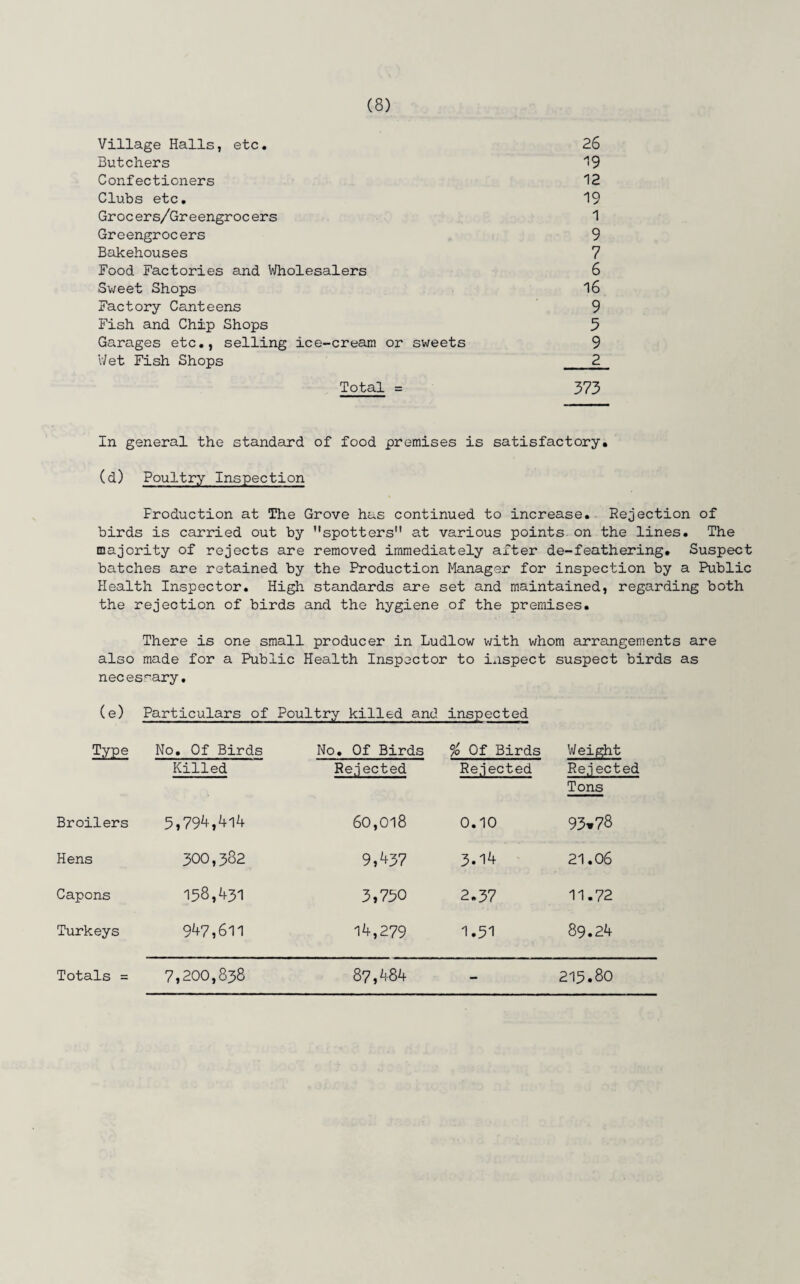 (8)
Village Halls, etc. 26
Butchers 19
Confectioners 12
Clubs etc. 19
Grocers/Greengrocers 1
Greengrocers 9
Bakehouses 7
Food Factories and Wholesalers 6
Sweet Shops 16
Factory Canteens 9
Fish and Chip Shops 5
Garages etc., selling ice-cream or sweets 9
Wet Fish Shops 2
Total = 373
In general the standard of food premises is satisfactory.
(d) Poultry Inspection
Production at The Grove has continued to increase. Rejection of
birds is carried out by "spotters" at various points on the lines. The
majority of rejects are removed immediately after de-feathering. Suspect
batches are retained by the Production Manager for inspection by a Public
Health Inspector. High standards are set and maintained, regarding both
the rejection of birds and the hygiene of the premises.
There is one small producer in Ludlow with whom arrangements are
also made for a Public Health Inspector to inspect suspect birds as
necessary.
(e) Particulars of Poultry killed and inspected
Type No. Of Birds No. Of Birds % Of Birds Weight
Killed Rejected Rejected Rejected
Tons
Broilers 5,794,414 60,018 0.10 93.78
Hens 300,382 9,437 3.14 21.06
Capons 158,431 3,750 2.37 11.72
Turkeys 947,611 14,279 1.51 89.24
Totals = 7,200,838 87,484 - 215.80